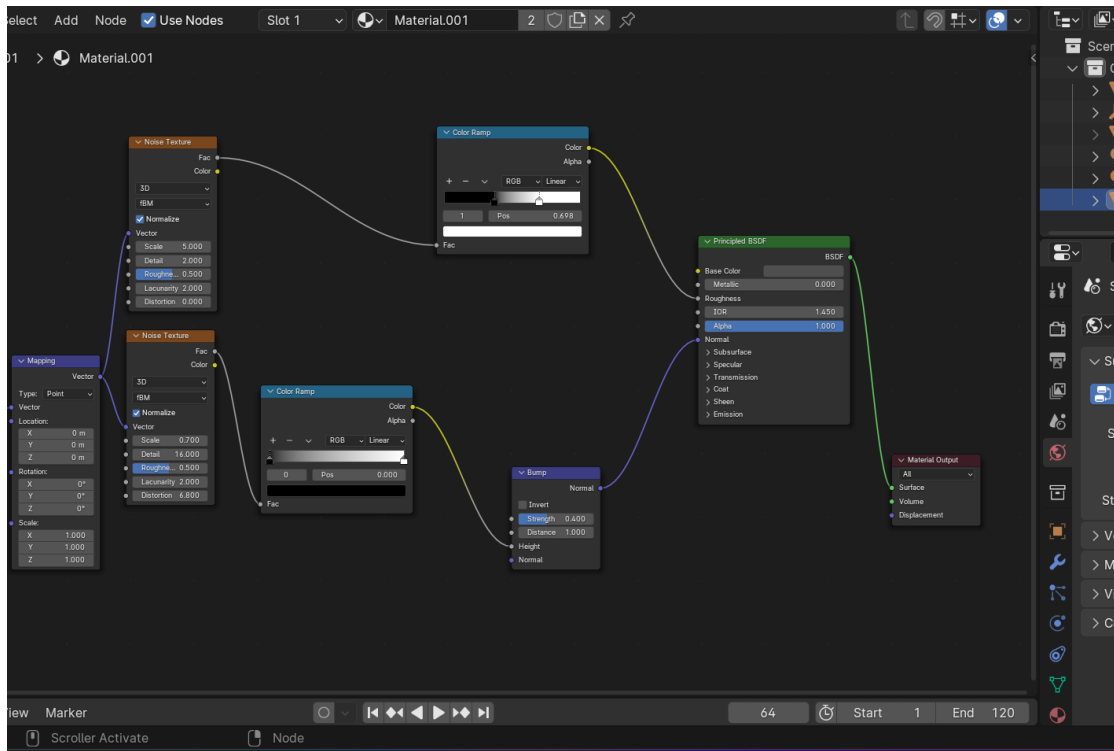 Select Add Node Use Nodes Slot 1 Material.001 2
01 > Material.001
Scen
Noise Texture
Fac
Color
3D
fBM
Normalize
Vector
Scale 5.000
Detail 2.000
Roughne... 0.500
Lacunarity 2.000
Distortion 0.000
Color Ramp
Color
Alpha
+ − RGB Linear
1 Pos 0.698
Fac
Principled BSDF
BSDF
Base Color
Metallic 0.000
Roughness
IOR 1.450
Alpha 1.000
Normal
> Subsurface
> Specular
> Transmission
> Coat
> Sheen
> Emission
Mapping
Vector
Type: Point
Vector
Location:
X 0 m
Y 0 m
Z 0 m
Rotation:
X 0°
Y 0°
Z 0°
Scale:
X 1.000
Y 1.000
Z 1.000
Noise Texture
Fac
Color
3D
fBM
Normalize
Vector
Scale 0.700
Detail 16.000
Roughne... 0.500
Lacunarity 2.000
Distortion 6.800
Color Ramp
Color
Alpha
+ − RGB Linear
0 Pos 0.000
Fac
Bump
Normal
Invert
Strength 0.400
Distance 1.000
Height
Normal
Material Output
All
Surface
Volume
Displacement
View Marker 64 Start 1 End 120
Scroller Activate Node